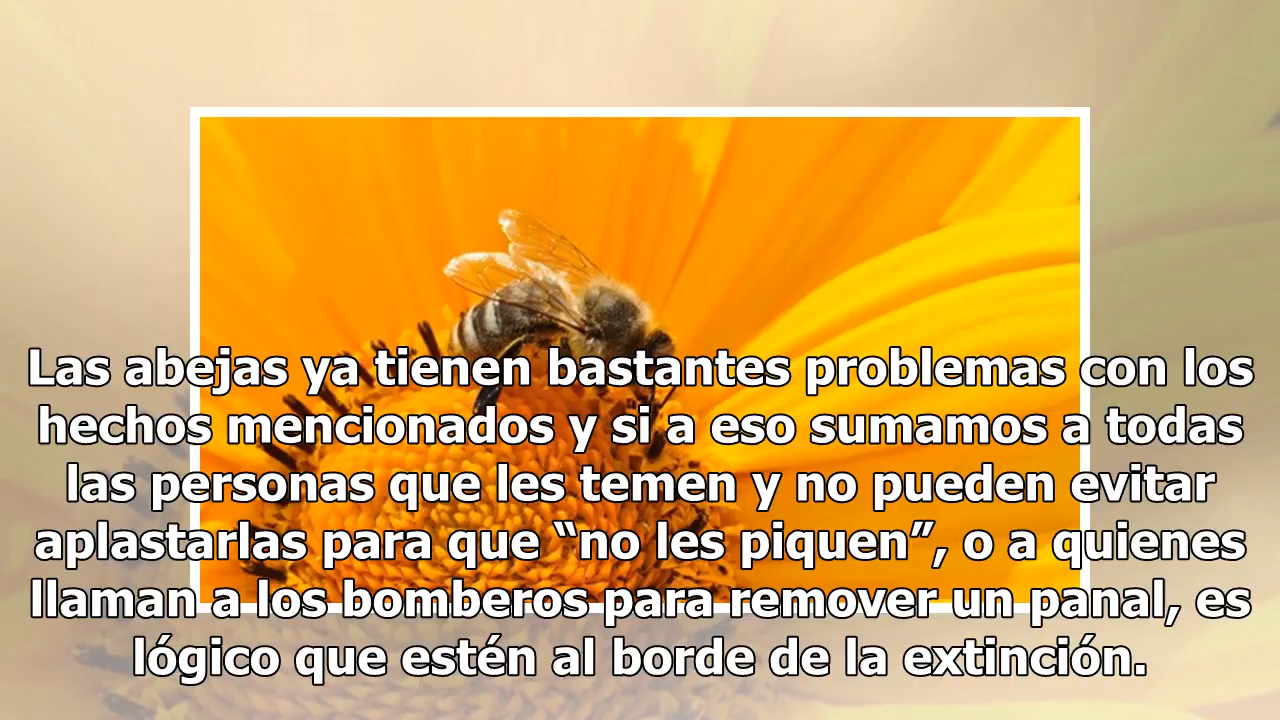 Las abejas ya tienen bastantes problemas con los
hechos mencionados y si a eso sumamos a todas
las personas que les temen y no pueden evitar
aplastarlas para que “no les piquen”, o a quienes
llaman a los bomberos para remover un panal, es
lógico que estén al borde de la extinción.